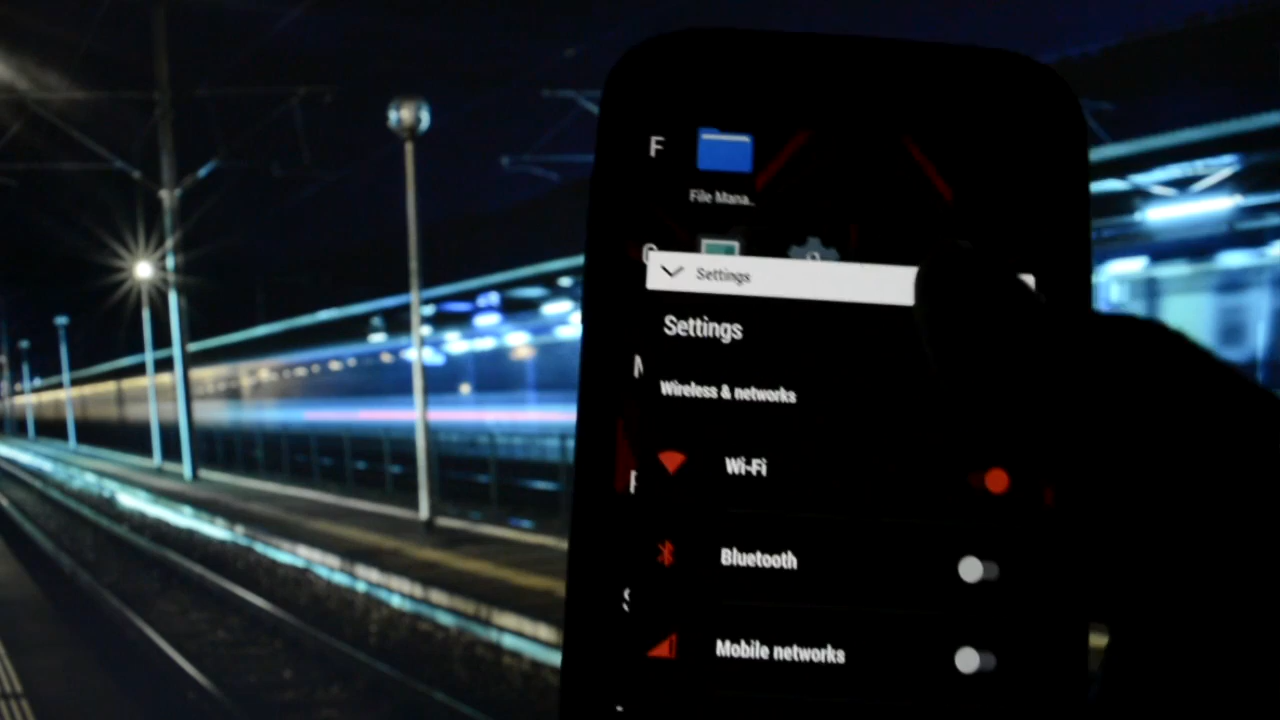 F
File Mana..
Settings
Settings
Wireless & networks
Wi-Fi
Bluetooth
Mobile networks